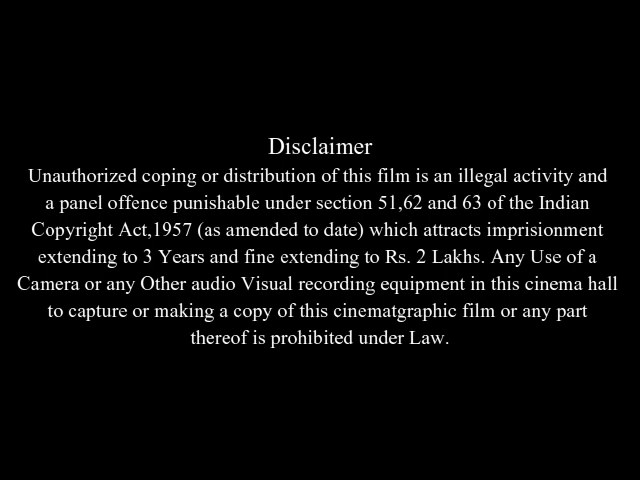 Disclaimer
Unauthorized coping or distribution of this film is an illegal activity and
a panel offence punishable under section 51,62 and 63 of the Indian
Copyright Act,1957 (as amended to date) which attracts imprisionment
extending to 3 Years and fine extending to Rs. 2 Lakhs. Any Use of a
Camera or any Other audio Visual recording equipment in this cinema hall
to capture or making a copy of this cinematgraphic film or any part
thereof is prohibited under Law.